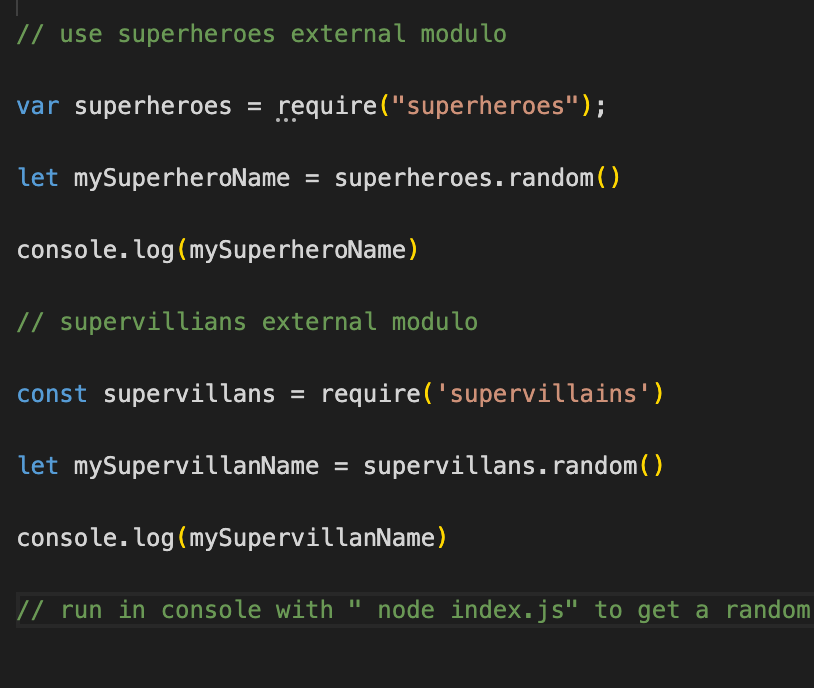 // use superheroes external modulo
var superheroes = require("superheroes");
let mySuperheroName = superheroes.random()
console.log(mySuperheroName)
// supervillians external modulo
const supervillans = require('supervillains')
let mySupervillanName = supervillans.random()
console.log(mySupervillanName)
// run in console with " node index.js" to get a random